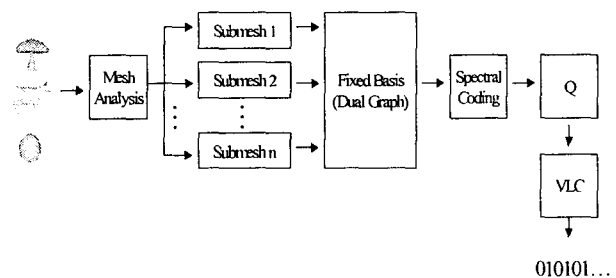 Mesh
Analysis
Submesh 1
Submesh 2
Submesh n
Fixed Basis
(Dual Graph)
Spectral
Coding
Q
VLC
010101...